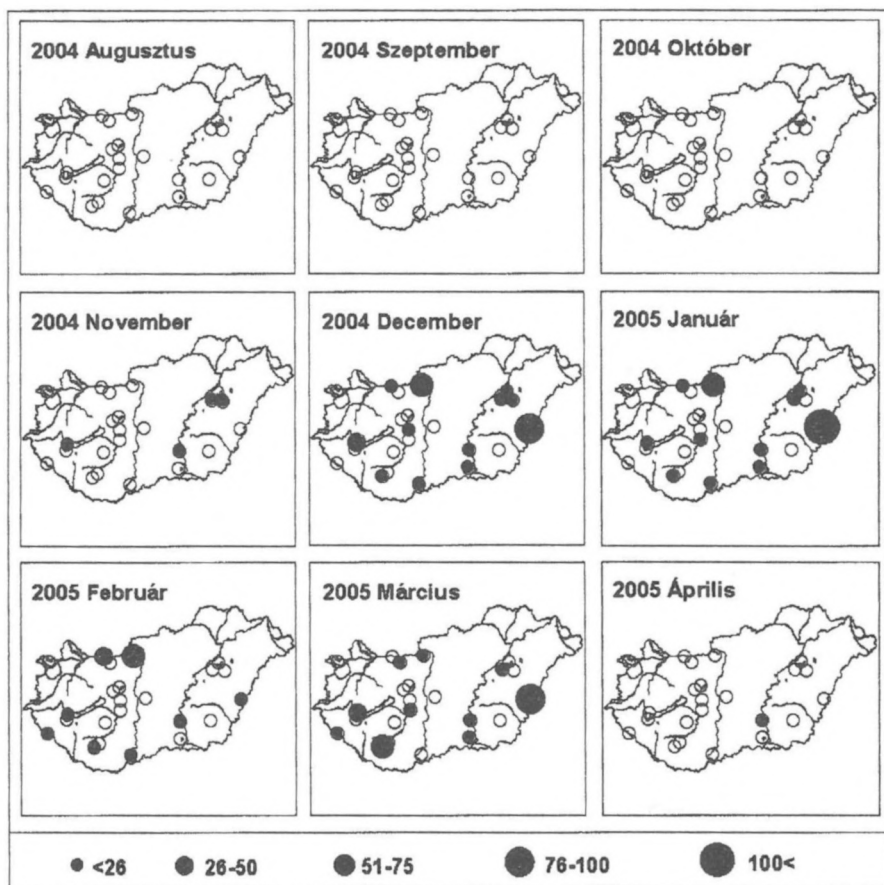 2004 Augusztus
2004 Szeptember
2004 Október
2004 November
2004 December
2005 Január
2005 Február
2005 Március
2005 Április
<26
26-50
51-75
76-100
100<